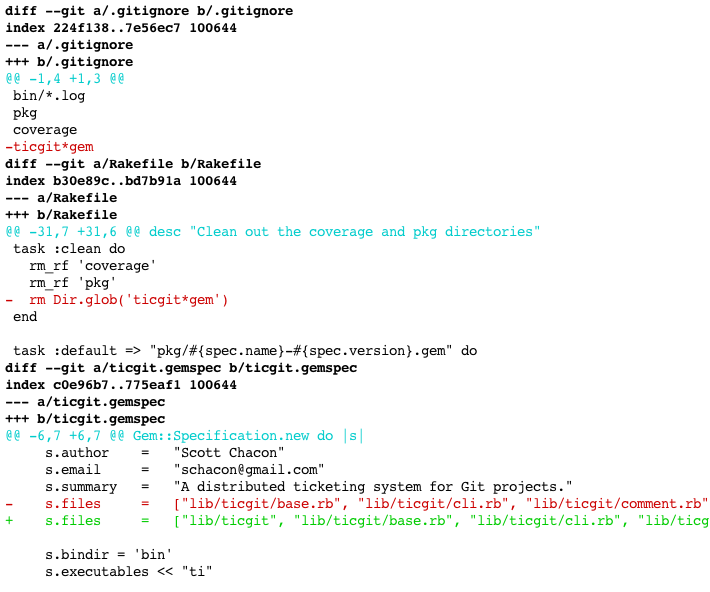 diff --git a/.gitignore b/.gitignore
index 224f138..7e56ec7 100644
--- a/.gitignore
+++ b/.gitignore
@@ -1,4 +1,3 @@
 bin/*.log
 pkg
 coverage
-ticgit*gem
diff --git a/Rakefile b/Rakefile
index b30e89c..bd7b91a 100644
--- a/Rakefile
+++ b/Rakefile
@@ -31,7 +31,6 @@ desc "Clean out the coverage and pkg directories"
 task :clean do
   rm_rf 'coverage'
   rm_rf 'pkg'
-  rm Dir.glob('ticgit*gem')
 end

 task :default => "pkg/#{spec.name}-#{spec.version}.gem" do
diff --git a/ticgit.gemspec b/ticgit.gemspec
index c0e96b7..775eaf1 100644
--- a/ticgit.gemspec
+++ b/ticgit.gemspec
@@ -6,7 +6,7 @@ Gem::Specification.new do |s|
     s.author    =   "Scott Chacon"
     s.email     =   "schacon@gmail.com"
     s.summary   =   "A distributed ticketing system for Git projects."
-    s.files     =   ["lib/ticgit/base.rb", "lib/ticgit/cli.rb", "lib/ticgit/comment.rb"
+    s.files     =   ["lib/ticgit", "lib/ticgit/base.rb", "lib/ticgit/cli.rb", "lib/ticg

     s.bindir = 'bin'
     s.executables << "ti"